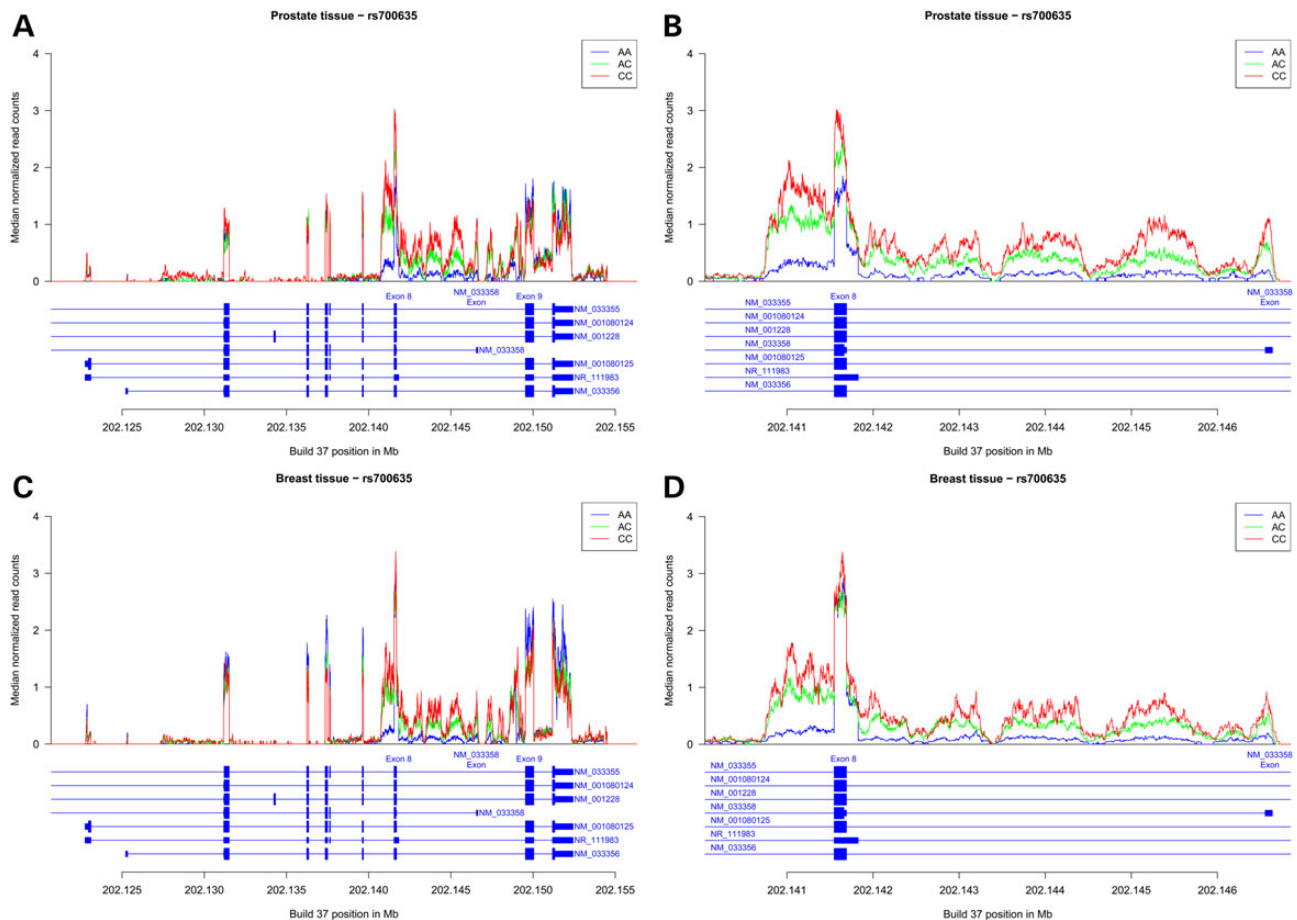 A
Prostate tissue − rs700635
Median normalized read counts
4
3
2
1
0
AA
AC
CC
Exon 8
NM_033358
Exon
Exon 9
NM_033355
NM_001080124
NM_001228
NM_033358
NM_001080125
NR_111983
NM_033356
202.125 202.130 202.135 202.140 202.145 202.150 202.155
Build 37 position in Mb
B
Prostate tissue − rs700635
Median normalized read counts
4
3
2
1
0
AA
AC
CC
NM_033358
Exon
Exon 8
NM_033355
NM_001080124
NM_001228
NM_033358
NM_001080125
NR_111983
NM_033356
202.141 202.142 202.143 202.144 202.145 202.146
Build 37 position in Mb
C
Breast tissue − rs700635
Median normalized read counts
4
3
2
1
0
AA
AC
CC
Exon 8
NM_033358
Exon
Exon 9
NM_033355
NM_001080124
NM_001228
NM_033358
NM_001080125
NR_111983
NM_033356
202.125 202.130 202.135 202.140 202.145 202.150 202.155
Build 37 position in Mb
D
Breast tissue − rs700635
Median normalized read counts
4
3
2
1
0
AA
AC
CC
NM_033358
Exon
Exon 8
NM_033355
NM_001080124
NM_001228
NM_033358
NM_001080125
NR_111983
NM_033356
202.141 202.142 202.143 202.144 202.145 202.146
Build 37 position in Mb